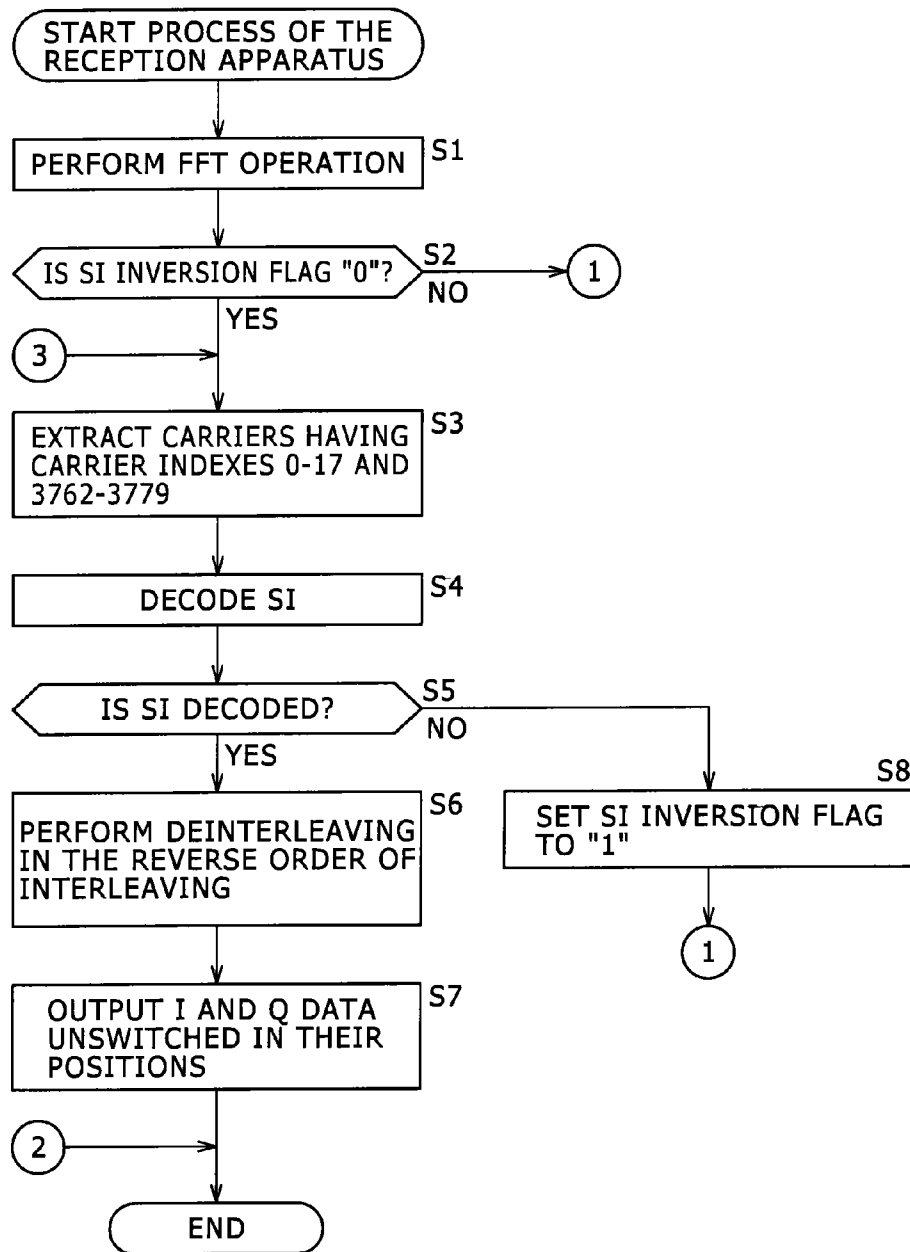 START PROCESS OF THE
RECEPTION APPARATUS
PERFORM FFT OPERATION
S1
IS SI INVERSION FLAG "0"?
S2
NO
1
YES
3
EXTRACT CARRIERS HAVING
CARRIER INDEXES 0-17 AND
3762-3779
S3
DECODE SI
S4
IS SI DECODED?
S5
NO
YES
S8
SET SI INVERSION FLAG
TO "1"
1
PERFORM DEINTERLEAVING
IN THE REVERSE ORDER OF
INTERLEAVING
S6
OUTPUT I AND Q DATA
UNSWITCHED IN THEIR
POSITIONS
S7
2
END